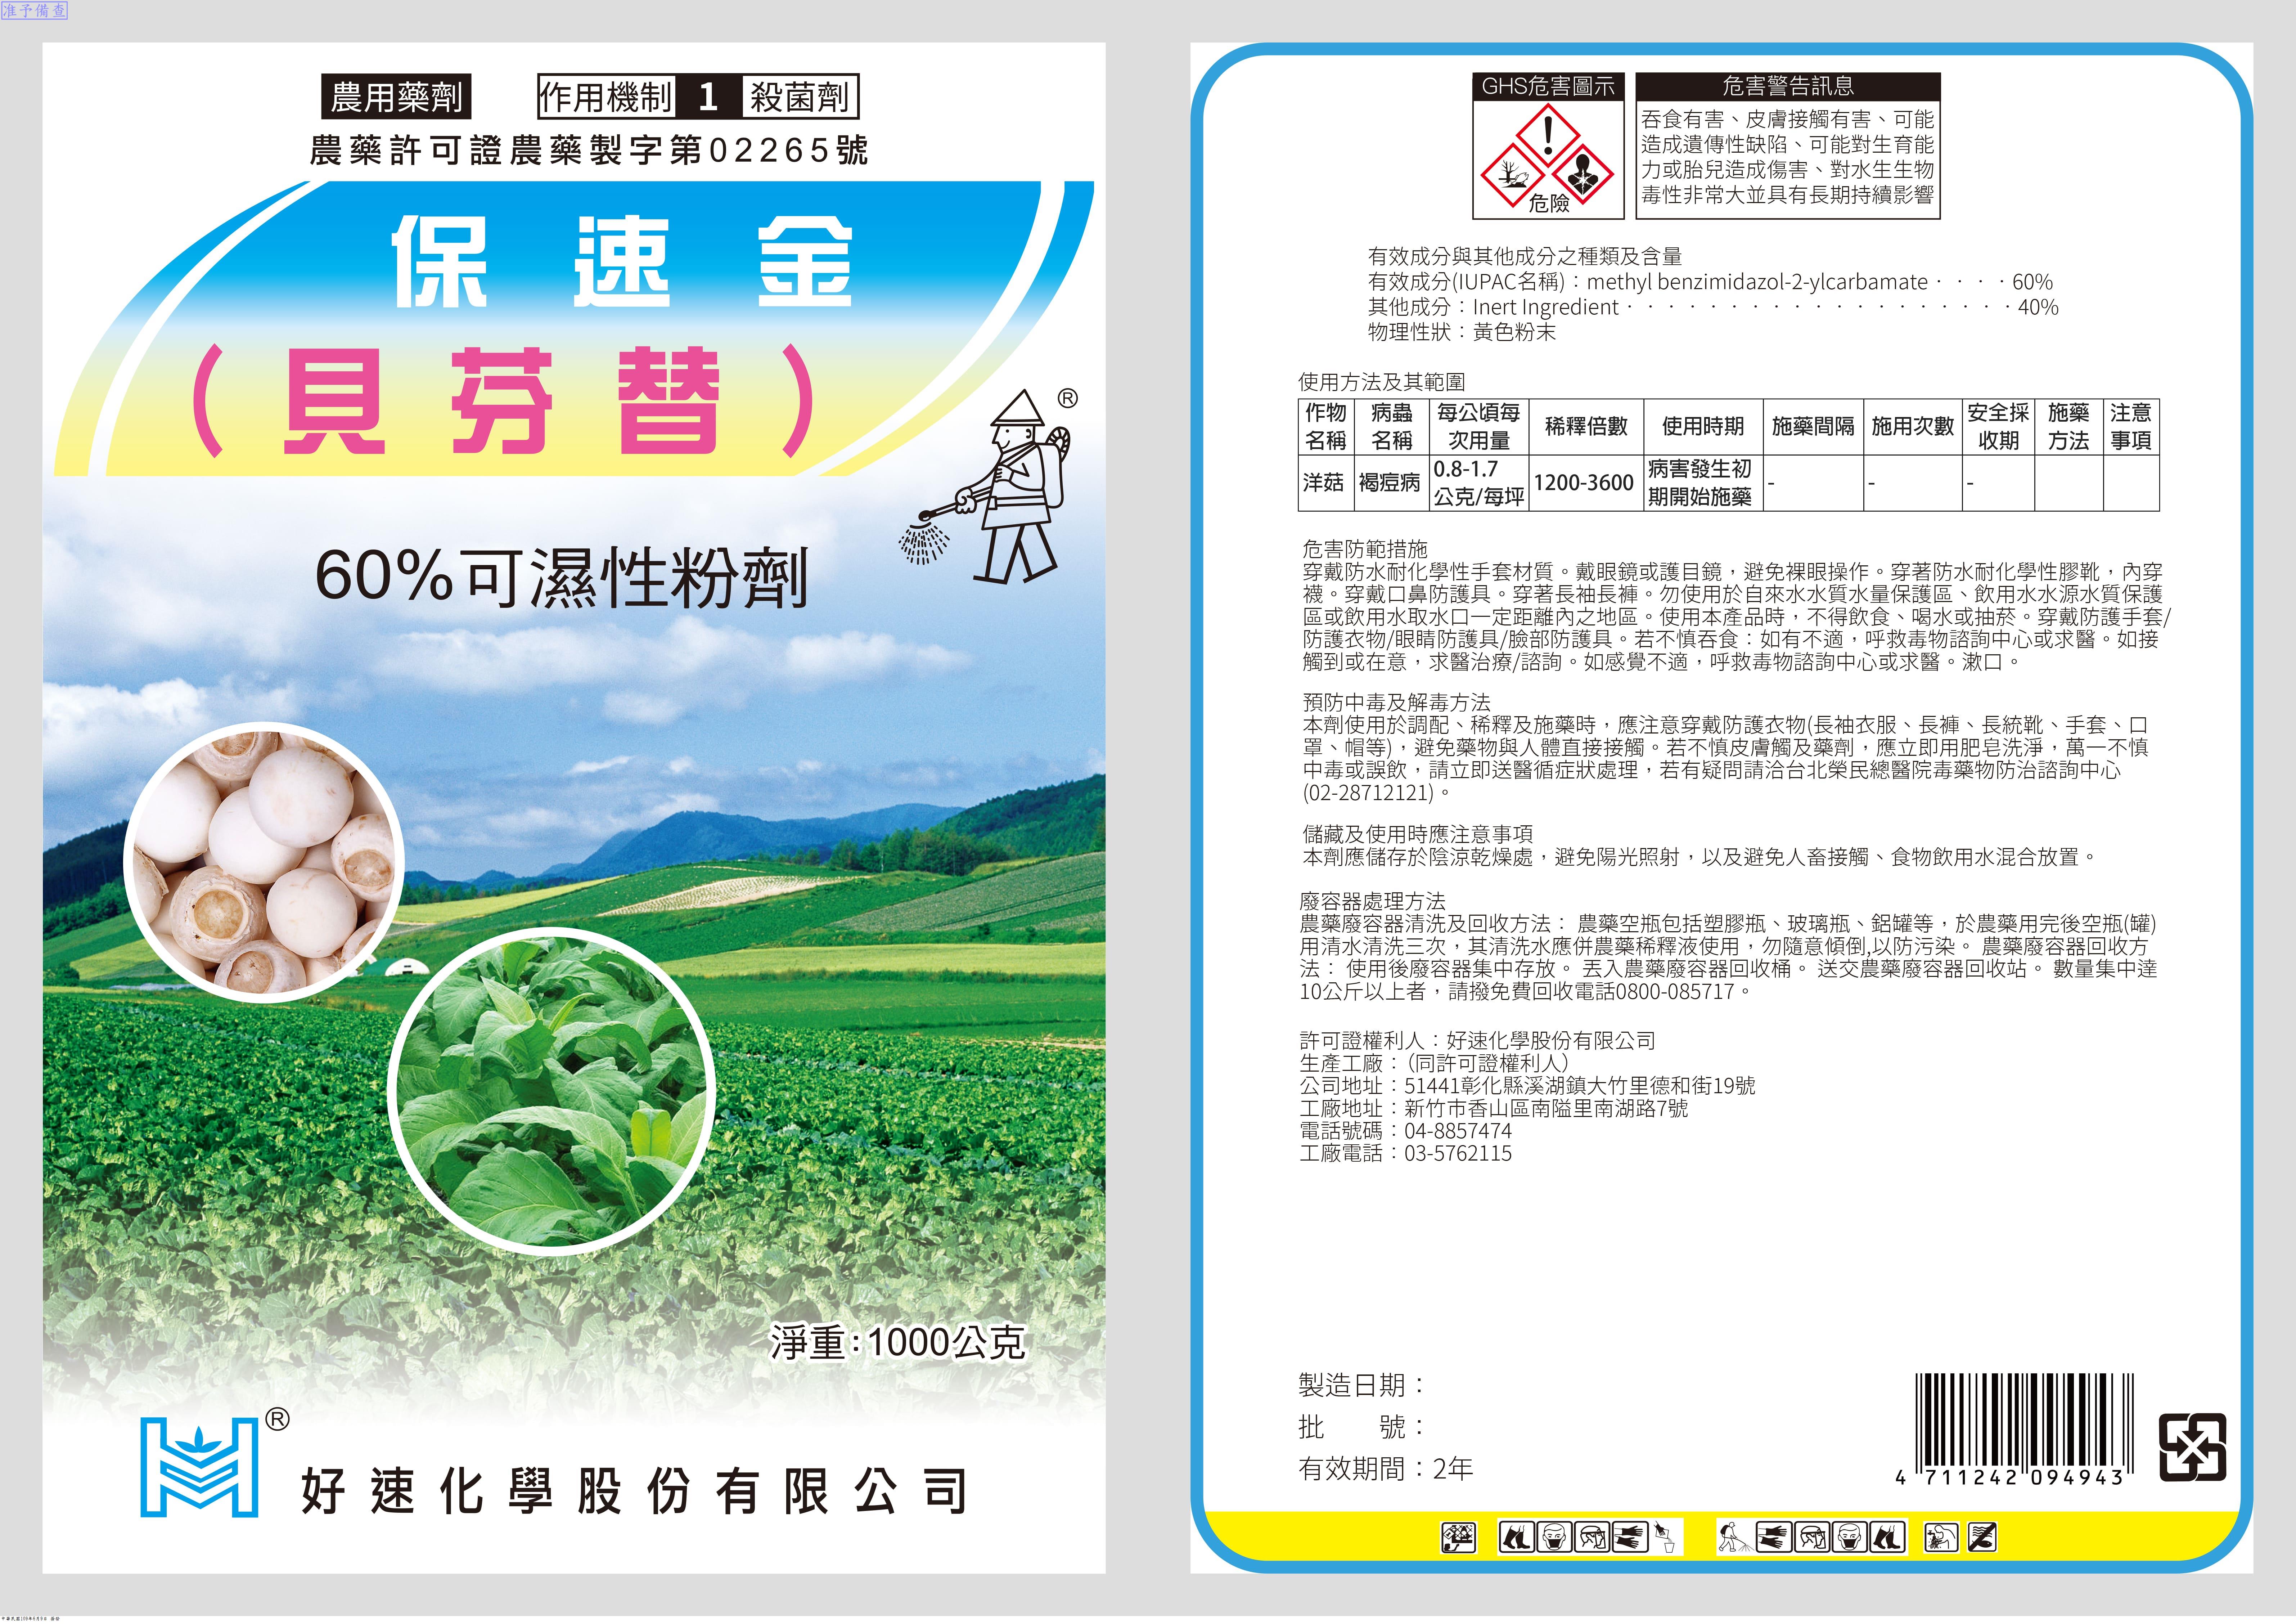 准予備查
農用藥劑
作用機制 1 殺菌劑
農藥許可證農藥製字第02265號
保速金
(貝芬替)
®
60%可濕性粉劑
淨重:1000公克
®
好速化學股份有限公司
GHS危害圖示
危險
危害警告訊息
吞食有害、皮膚接觸有害、可能
造成遺傳性缺陷、可能對生育能
力或胎兒造成傷害、對水生生物
毒性非常大並具有長期持續影響
有效成分與其他成分之種類及含量
有效成分(IUPAC名稱):methyl benzimidazol-2-ylcarbamate‧‧‧‧60%
其他成分:Inert Ingredient‧‧‧‧‧‧‧‧‧‧‧‧‧‧‧‧‧‧‧40%
物理性狀:黃色粉末
使用方法及其範圍
作物名稱 病蟲名稱 每公頃每次用量 稀釋倍數 使用時期 施藥間隔 施用次數 安全採收期 施藥方法 注意事項
洋菇 褐痘病 0.8-1.7公克/每坪 1200-3600 病害發生初期開始施藥 - - -
危害防範措施
穿戴防水耐化學性手套材質。戴眼鏡或護目鏡,避免裸眼操作。穿著防水耐化學性膠靴,內穿
襪。穿戴口鼻防護具。穿著長袖長褲。勿使用於自來水水質水量保護區、飲用水水源水質保護
區或飲用水取水口一定距離內之地區。使用本產品時,不得飲食、喝水或抽菸。穿戴防護手套/
防護衣物/眼睛防護具/臉部防護具。若不慎吞食:如有不適,呼救毒物諮詢中心或求醫。如接
觸到或在意,求醫治療/諮詢。如感覺不適,呼救毒物諮詢中心或求醫。漱口。
預防中毒及解毒方法
本劑使用於調配、稀釋及施藥時,應注意穿戴防護衣物(長袖衣服、長褲、長統靴、手套、口
罩、帽等),避免藥物與人體直接接觸。若不慎皮膚觸及藥劑,應立即用肥皂洗淨,萬一不慎
中毒或誤飲,請立即送醫循症狀處理,若有疑問請洽台北榮民總醫院毒藥物防治諮詢中心
(02-28712121)。
儲藏及使用時應注意事項
本劑應儲存於陰涼乾燥處,避免陽光照射,以及避免人畜接觸、食物飲用水混合放置。
廢容器處理方法
農藥廢容器清洗及回收方法: 農藥空瓶包括塑膠瓶、玻璃瓶、鋁罐等,於農藥用完後空瓶(罐)
用清水清洗三次,其清洗水應併農藥稀釋液使用,勿隨意傾倒,以防污染。 農藥廢容器回收方
法: 使用後廢容器集中存放。 丟入農藥廢容器回收桶。 送交農藥廢容器回收站。 數量集中達
10公斤以上者,請撥免費回收電話0800-085717。
許可證權利人:好速化學股份有限公司
生產工廠:(同許可證權利人)
公司地址:51441彰化縣溪湖鎮大竹里德和街19號
工廠地址:新竹市香山區南隘里南湖路7號
電話號碼:04-8857474
工廠電話:03-5762115
製造日期:
批　　號:
有效期間:2年
4 711242 094943